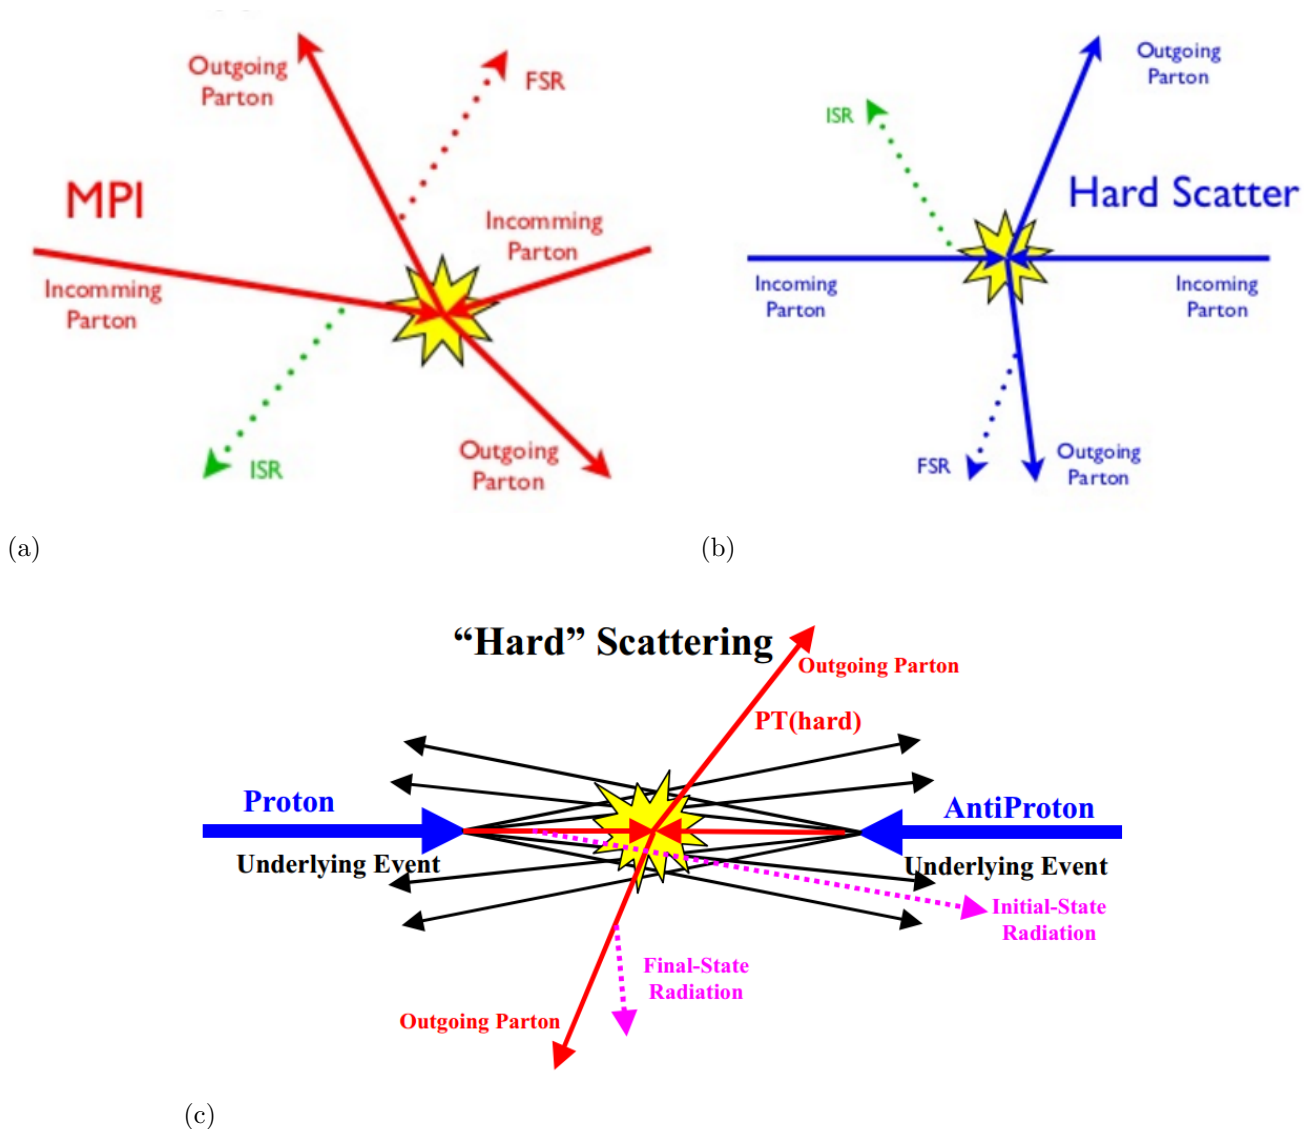 Outgoing
Parton
FSR
MPI
Incomming
Parton
Incomming
Parton
ISR
Outgoing
Parton
(a)
Outgoing
Parton
ISR
Hard Scatter
Incoming
Parton
Incoming
Parton
FSR
Outgoing
Parton
(b)
“Hard” Scattering
Outgoing Parton
PT(hard)
Proton
AntiProton
Underlying Event
Underlying Event
Initial-State
Radiation
Final-State
Radiation
Outgoing Parton
(c)